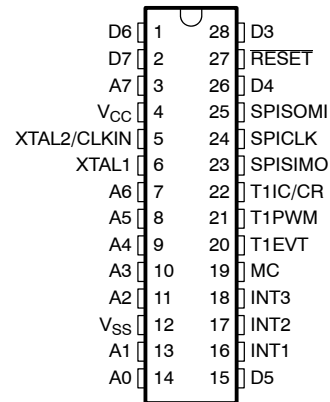 D6 1 28 D3
D7 2 27 RESET
A7 3 26 D4
VCC 4 25 SPISOMI
XTAL2/CLKIN 5 24 SPICLK
XTAL1 6 23 SPISIMO
A6 7 22 T1IC/CR
A5 8 21 T1PWM
A4 9 20 T1EVT
A3 10 19 MC
A2 11 18 INT3
VSS 12 17 INT2
A1 13 16 INT1
A0 14 15 D5